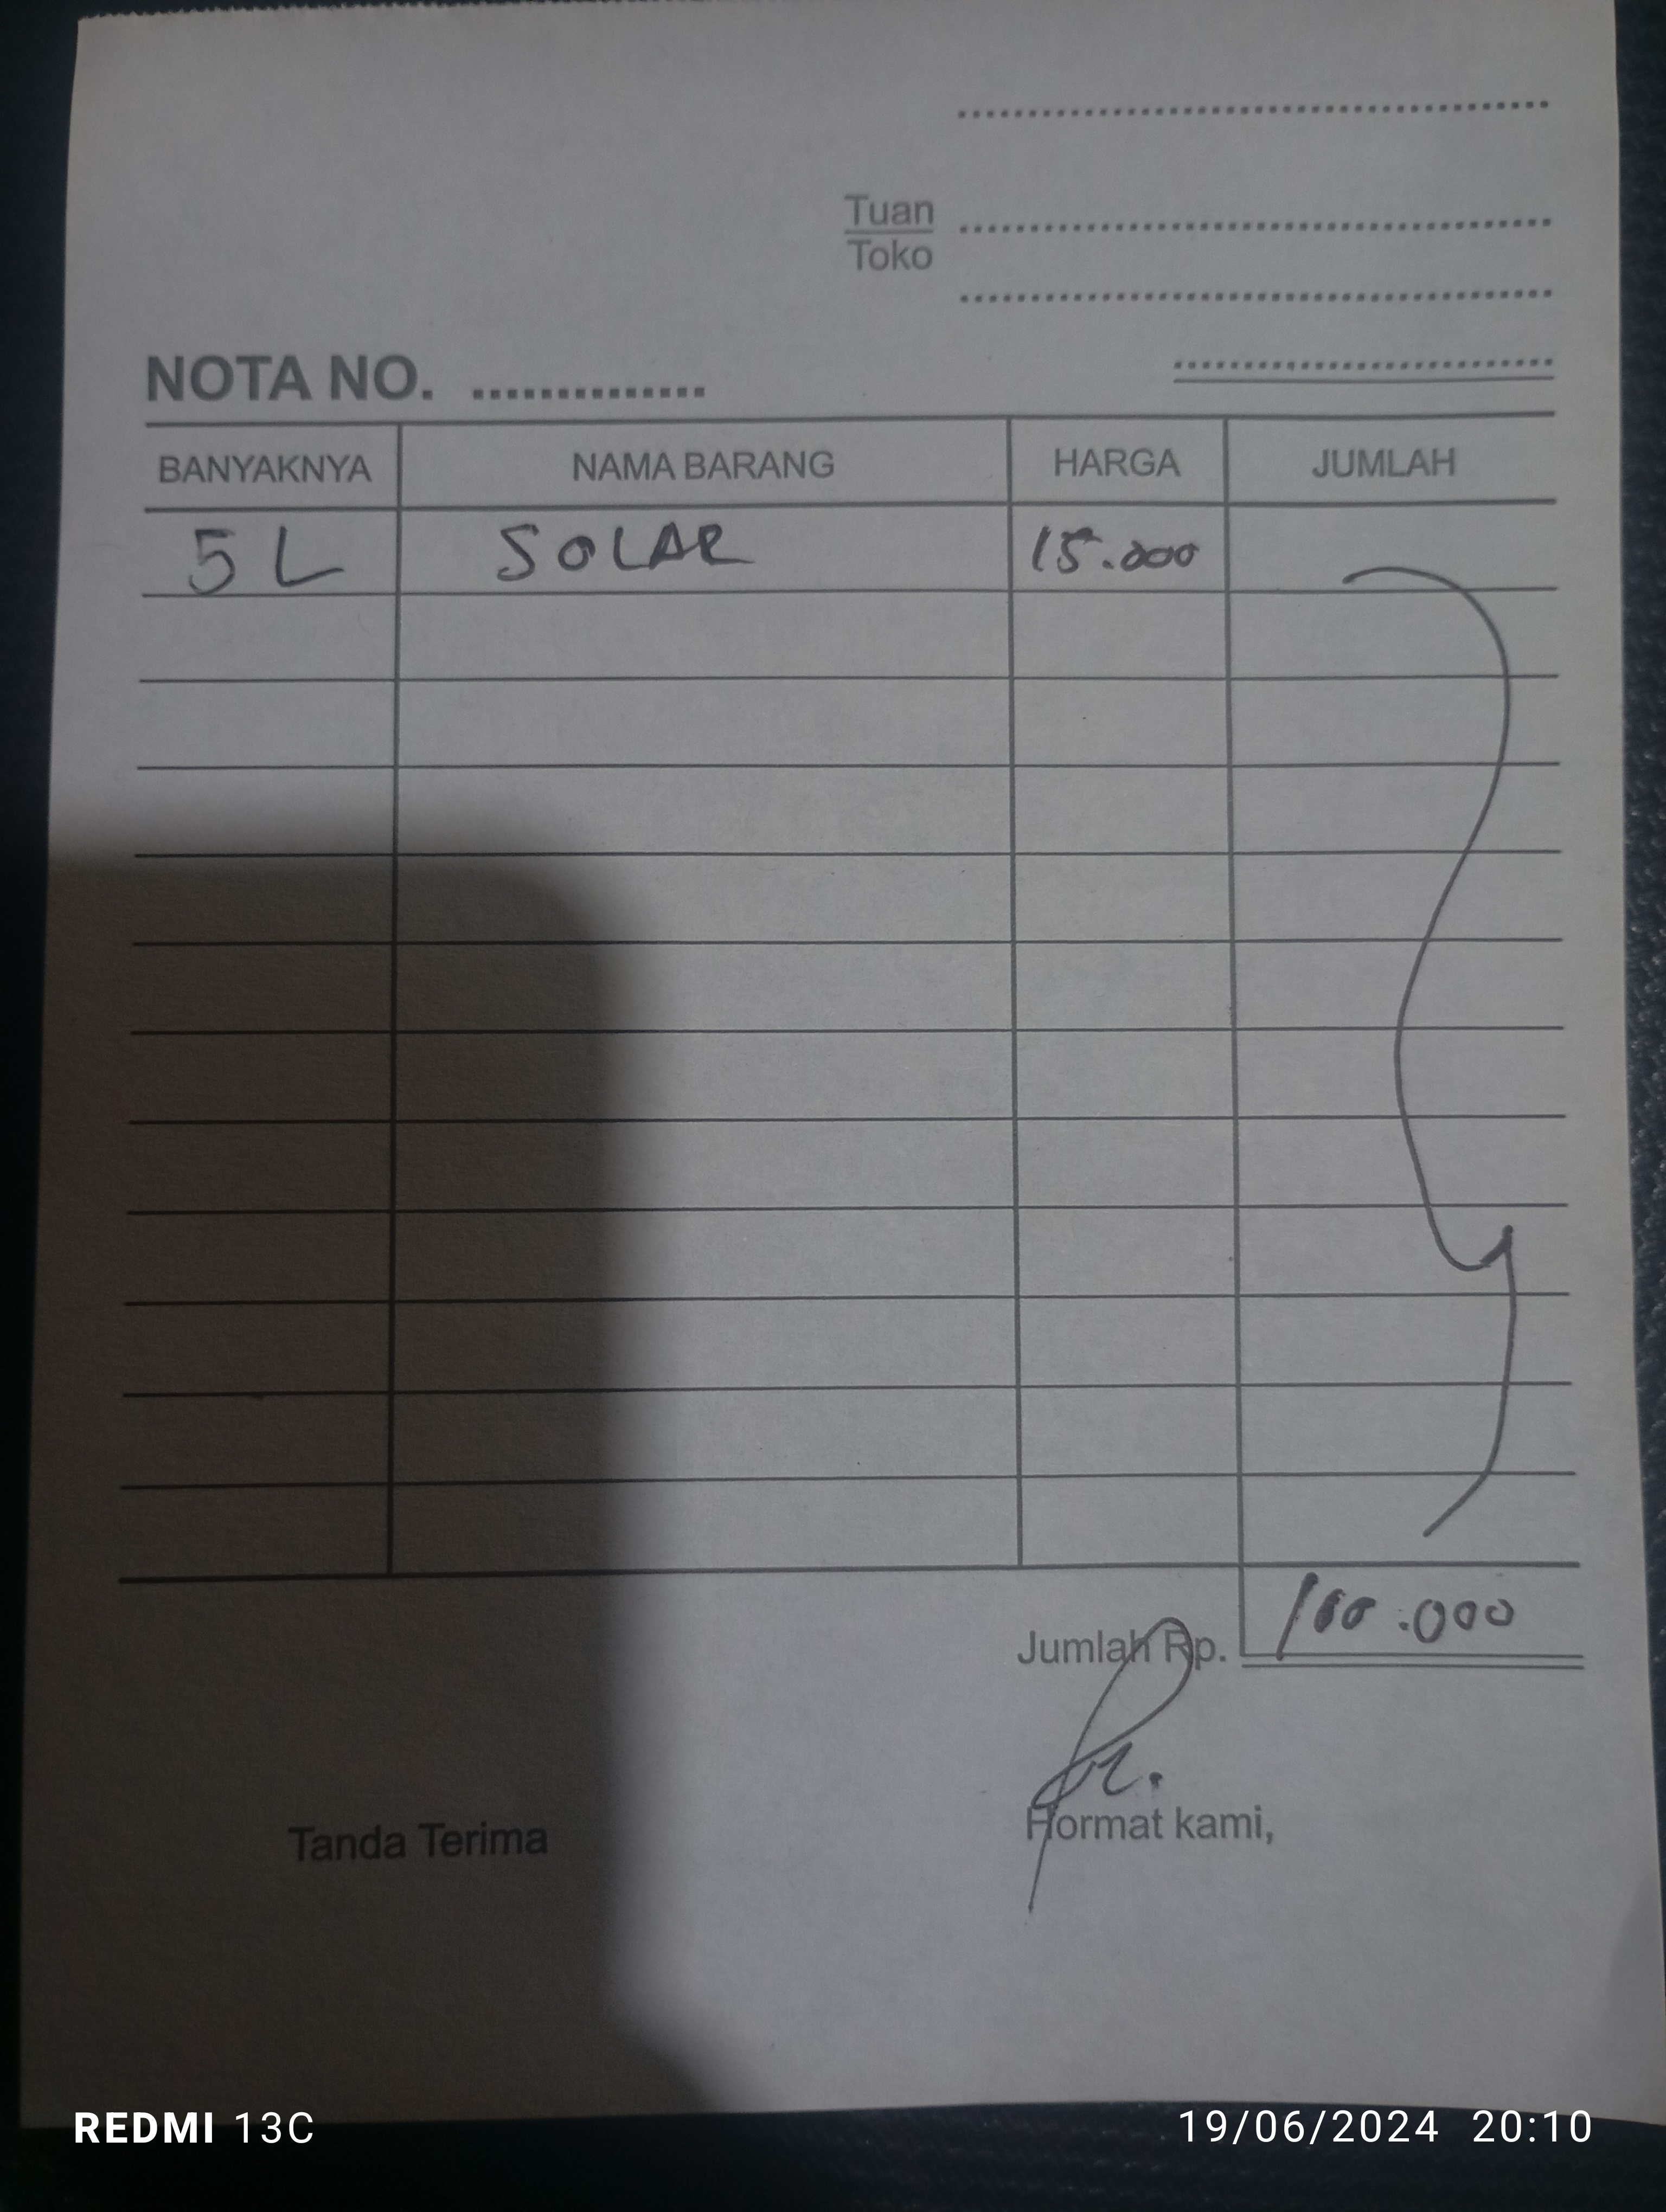 Tuan
Toko
NOTA NO.
BANYAKNYA NAMA BARANG HARGA JUMLAH
5 L SOLAR 15.000
Jumlah Rp. 100.000
Tanda Terima Hormat kami,
REDMI 13C 19/06/2024 20:10